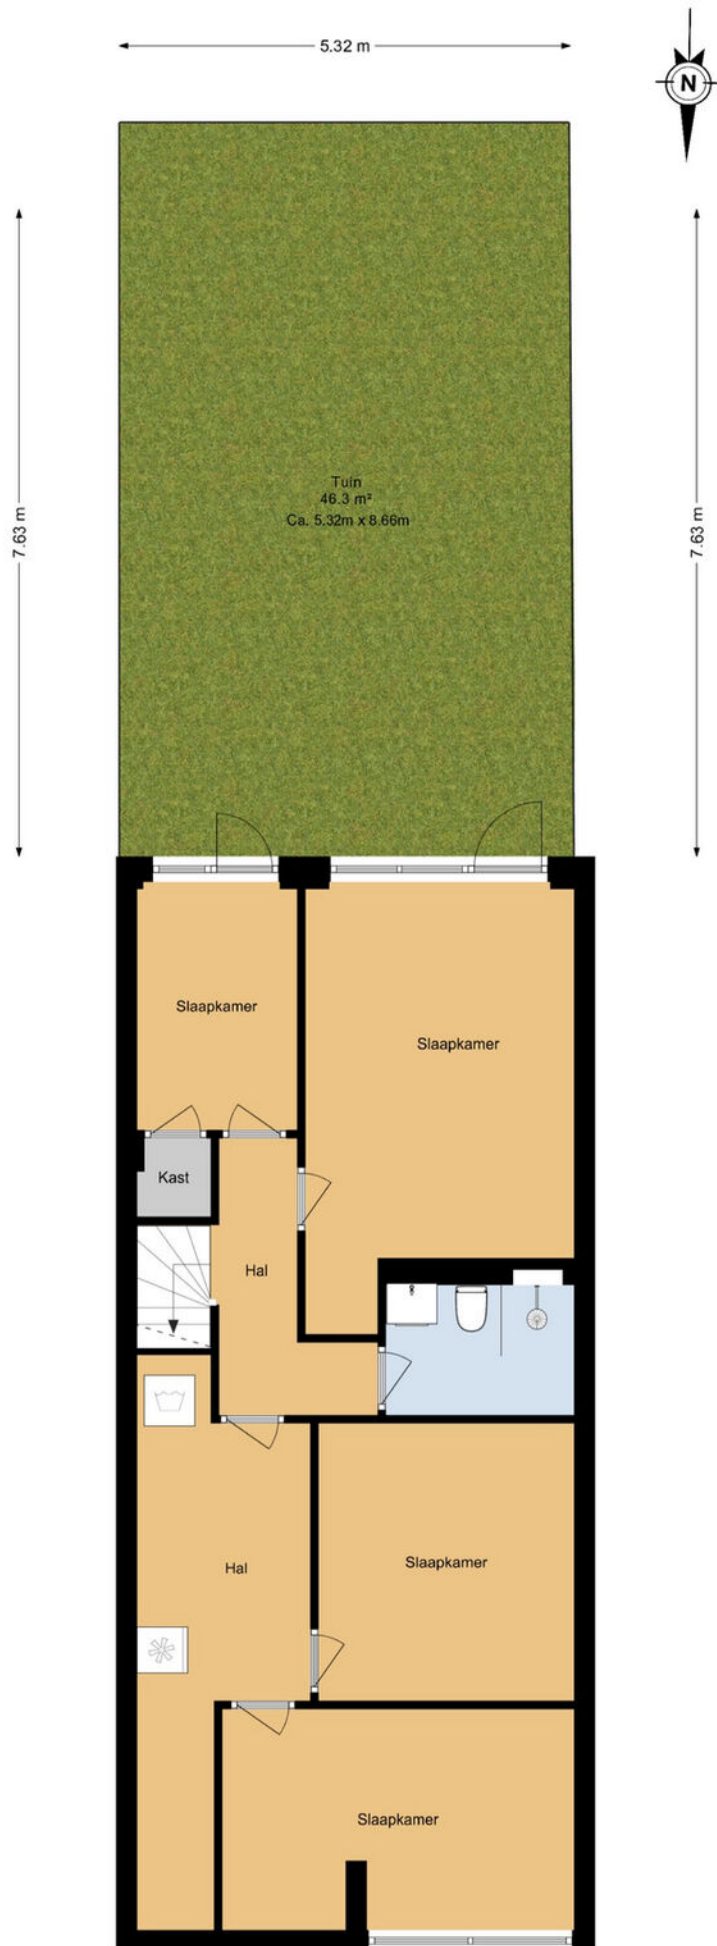 5.32 m
N
7.63 m
7.63 m
Tuin
46.3 m²
Ca. 5.32m x 8.66m
Slaapkamer
Slaapkamer
Kast
Hal
Hal
Slaapkamer
Slaapkamer